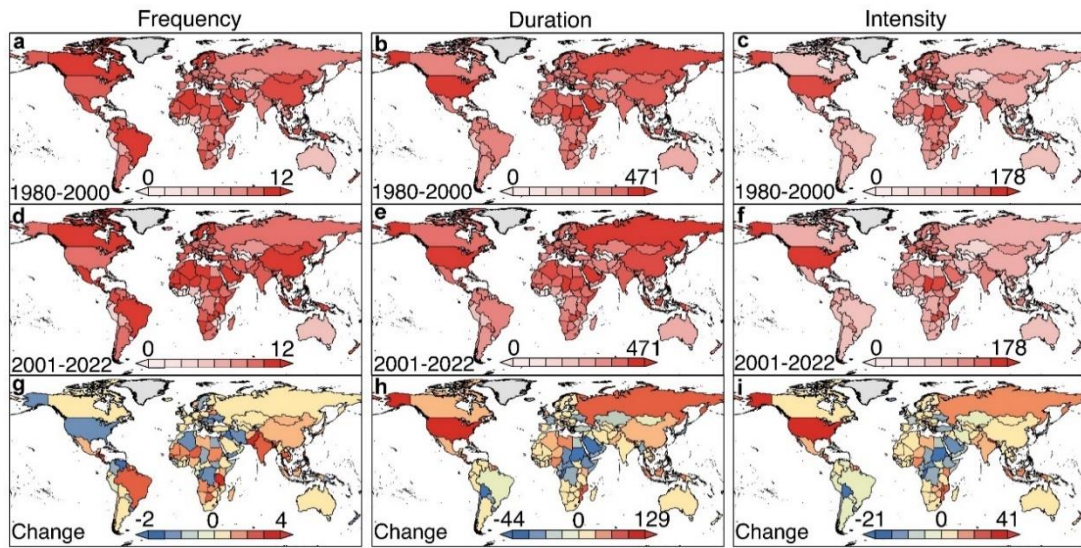 Frequency Duration Intensity
a b c
0 12 0 471 0 178
1980-2000 1980-2000 1980-2000
d e f
0 12 0 471 0 178
2001-2022 2001-2022 2001-2022
g h i
-2 0 4 -44 0 129 -21 0 41
Change Change Change